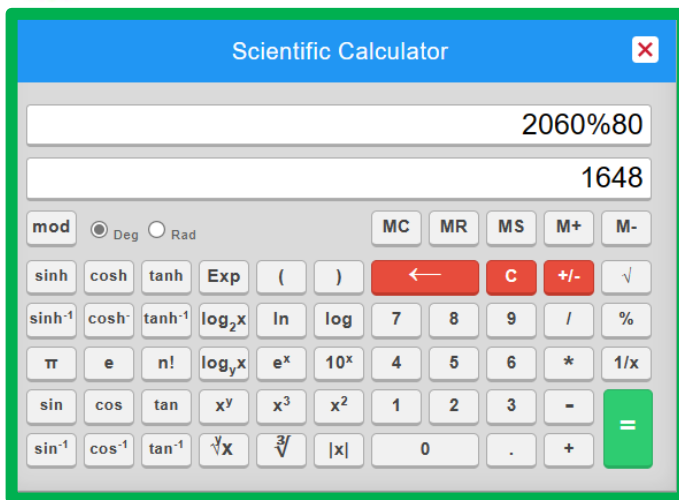 Scientific Calculator
2060%80
1648
mod Deg Rad MC MR MS M+ M-
sinh cosh tanh Exp ( ) ← C +/- √
sinh⁻¹ cosh⁻ tanh⁻¹ log₂x ln log 7 8 9 / %
π e n! logᵧx eˣ 10ˣ 4 5 6 * 1/x
sin cos tan xʸ x³ x² 1 2 3 - =
sin⁻¹ cos⁻¹ tan⁻¹ ʸ√x ³√ |x| 0 . +